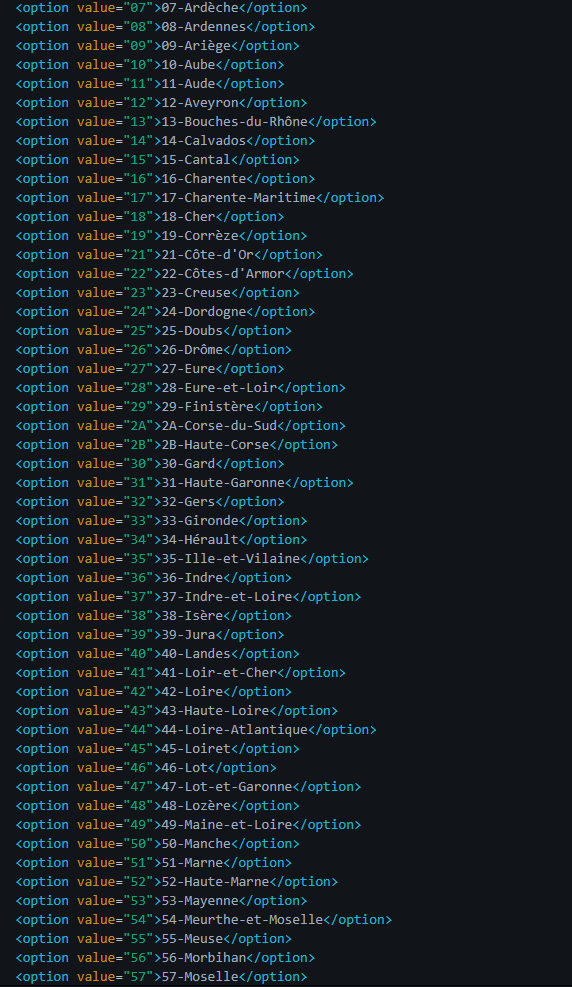 <option value="07">07-Ardèche</option>
<option value="08">08-Ardennes</option>
<option value="09">09-Ariège</option>
<option value="10">10-Aube</option>
<option value="11">11-Aude</option>
<option value="12">12-Aveyron</option>
<option value="13">13-Bouches-du-Rhône</option>
<option value="14">14-Calvados</option>
<option value="15">15-Cantal</option>
<option value="16">16-Charente</option>
<option value="17">17-Charente-Maritime</option>
<option value="18">18-Cher</option>
<option value="19">19-Corrèze</option>
<option value="21">21-Côte-d'Or</option>
<option value="22">22-Côtes-d'Armor</option>
<option value="23">23-Creuse</option>
<option value="24">24-Dordogne</option>
<option value="25">25-Doubs</option>
<option value="26">26-Drôme</option>
<option value="27">27-Eure</option>
<option value="28">28-Eure-et-Loir</option>
<option value="29">29-Finistère</option>
<option value="2A">2A-Corse-du-Sud</option>
<option value="2B">2B-Haute-Corse</option>
<option value="30">30-Gard</option>
<option value="31">31-Haute-Garonne</option>
<option value="32">32-Gers</option>
<option value="33">33-Gironde</option>
<option value="34">34-Hérault</option>
<option value="35">35-Ille-et-Vilaine</option>
<option value="36">36-Indre</option>
<option value="37">37-Indre-et-Loire</option>
<option value="38">38-Isère</option>
<option value="39">39-Jura</option>
<option value="40">40-Landes</option>
<option value="41">41-Loir-et-Cher</option>
<option value="42">42-Loire</option>
<option value="43">43-Haute-Loire</option>
<option value="44">44-Loire-Atlantique</option>
<option value="45">45-Loiret</option>
<option value="46">46-Lot</option>
<option value="47">47-Lot-et-Garonne</option>
<option value="48">48-Lozère</option>
<option value="49">49-Maine-et-Loire</option>
<option value="50">50-Manche</option>
<option value="51">51-Marne</option>
<option value="52">52-Haute-Marne</option>
<option value="53">53-Mayenne</option>
<option value="54">54-Meurthe-et-Moselle</option>
<option value="55">55-Meuse</option>
<option value="56">56-Morbihan</option>
<option value="57">57-Moselle</option>